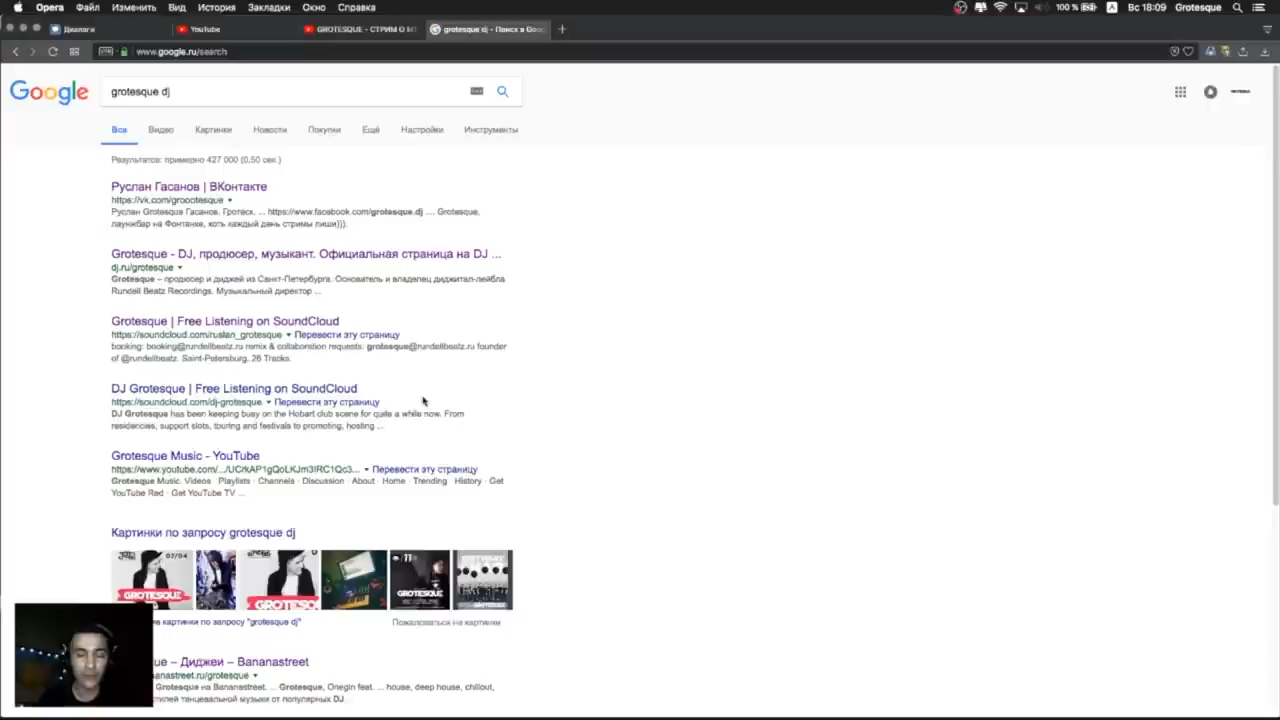 Opera Файл Изменить Вид История Закладки Окно Справка 100 % Вс 18:09 Grotesque
Диалоги YouTube GROTESQUE - СТРИМ О М grotesque dj - Поиск в Goo
www.google.ru/search
Google grotesque dj
Все Видео Картинки Новости Покупки Ещё Настройки Инструменты
Результатов: примерно 427 000 (0,50 сек.)
Руслан Гасанов | ВКонтакте
https://vk.com/groootesque
Руслан Grotesque Гасанов. Гротеск. ... https://www.facebook.com/grotesque.dj .... Grotesque,
лаунжбар на Фонтанке, хоть каждый день стримы пиши))).
Grotesque - DJ, продюсер, музыкант. Официальная страница на DJ ...
dj.ru/grotesque
Grotesque – продюсер и диджей из Санкт-Петербурга. Основатель и владелец диджитал-лейбла
Rundell Beatz Recordings. Музыкальный директор ...
Grotesque | Free Listening on SoundCloud
https://soundcloud.com/ruslan_grotesque Перевести эту страницу
booking: booking@rundellbeatz.ru remix & collaboration requests: grotesque@rundellbeatz.ru founder
of @rundellbeatz. Saint-Petersburg. 26 Tracks.
DJ Grotesque | Free Listening on SoundCloud
https://soundcloud.com/dj-grotesque Перевести эту страницу
DJ Grotesque has been keeping busy on the Hobart club scene for quite a while now. From
residencies, support slots, touring and festivals to promoting, hosting ...
Grotesque Music - YouTube
https://www.youtube.com/.../UCrkAP1gQoLKJm3IRC1Qc3... Перевести эту страницу
Grotesque Music. Videos · Playlists · Channels · Discussion · About · Home · Trending · History · Get
YouTube Red · Get YouTube TV ...
Картинки по запросу grotesque dj
07/04
GROTESQUE GROTESQ GROTESQUE
картинки по запросу "grotesque dj" Пожаловаться на картинки
ue – Диджеи – Bananastreet
anastreet.ru/grotesque
Grotesque на Bananastreet. ... Grotesque, Onegin feat. ... house, deep house, chillout,
стилей танцевальной музыки от популярных DJ